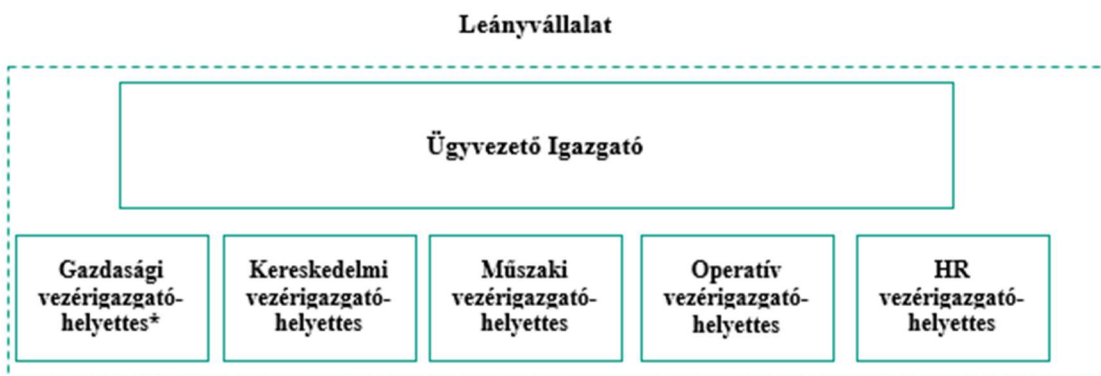 Leányvállalat
Ügyvezető Igazgató
Gazdasági
vezérigazgató-
helyettes*
Kereskedelmi
vezérigazgató-
helyettes
Műszaki
vezérigazgató-
helyettes
Operatív
vezérigazgató-
helyettes
HR
vezérigazgató-
helyettes